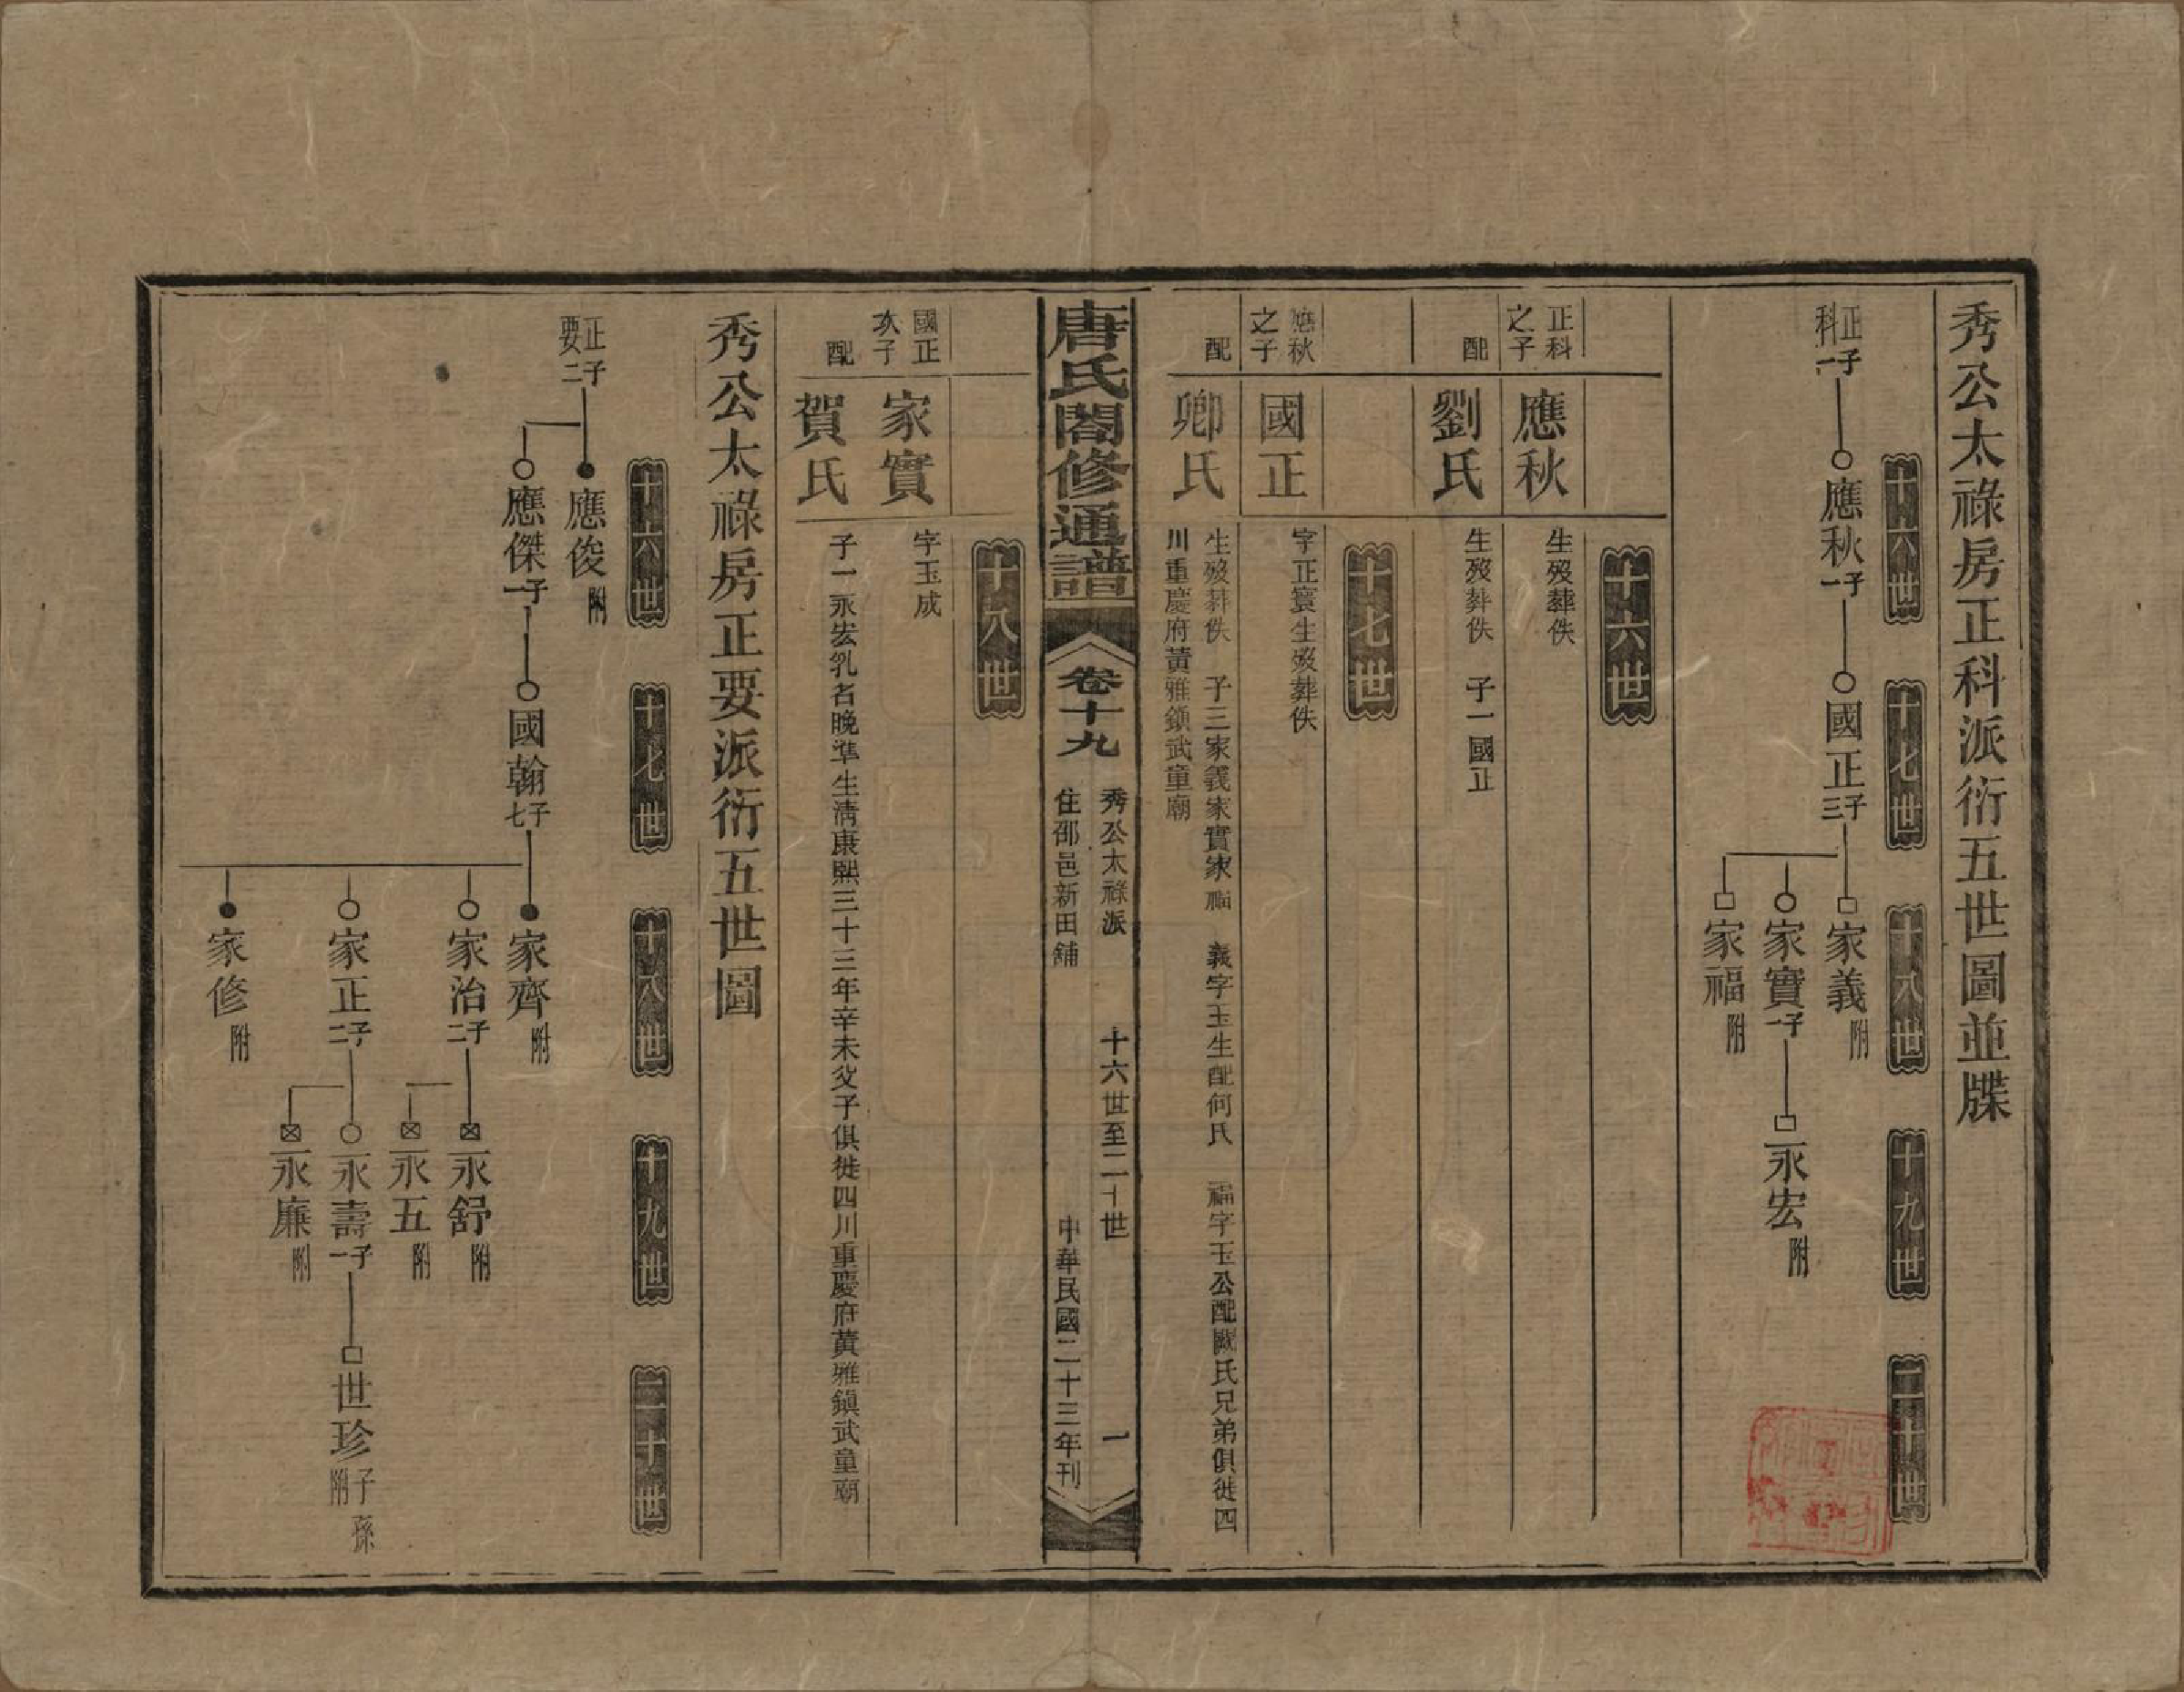 秀公太祿房正科派衍五世圖並牒
十六世
十七世
十八世
十九世
二十世
正科子一
應秋子一
國正子三
家義附
家實子一
家福附
永宏附
十六世
正科之子
應秋
生歿葬佚
配
劉氏
生歿葬佚 子一國正
十七世
應秋之子
國正
字正寰生歿葬佚
配
卿氏
生歿葬佚 子三家義家實家福 義字玉生配何氏 福字玉公配歐氏兄弟俱徙四
川重慶府黃雅鎭武童廟
唐氏閤修通譜
卷十九
秀公太祿派
住邵邑新田舖
十六世至二十世
一
中華民國二十三年刊
十八世
國正次子
家實
字玉成
配
賀氏
子一永宏乳名晚準生清康熙三十三年辛未父子俱徙四川重慶府黃雅鎭武童廟
秀公太祿房正要派衍五世圖
十六世
十七世
十八世
十九世
二十世
正要子二
應俊附
應傑子一
國翰子七
家齊附
家治子二
家正子二
家修附
永舒附
永五附
永壽子一
永廉附
世珍子孫附